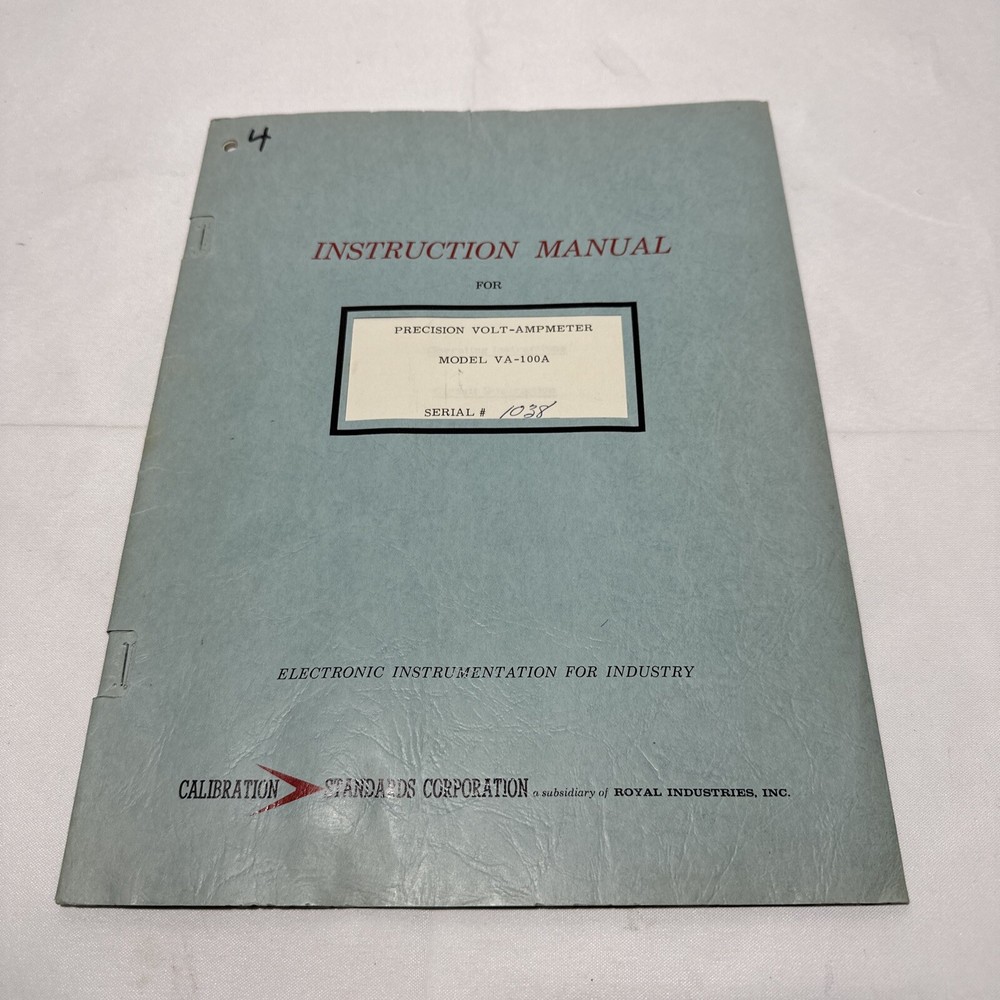 4
INSTRUCTION MANUAL
FOR
PRECISION VOLT-AMPMETER
MODEL VA-100A
SERIAL # 1038
ELECTRONIC INSTRUMENTATION FOR INDUSTRY
CALIBRATION STANDARDS CORPORATION a subsidiary of ROYAL INDUSTRIES, INC.